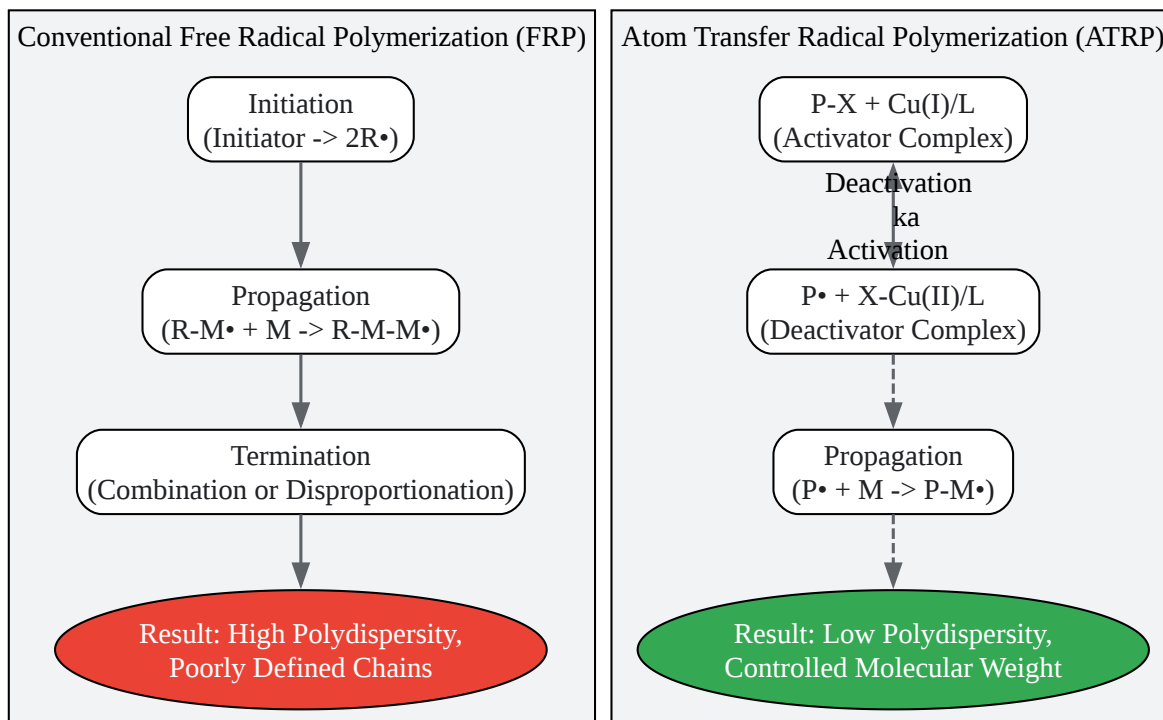 Conventional Free Radical Polymerization (FRP)
Initiation
(Initiator -> 2R•)
Propagation
(R-M• + M -> R-M-M•)
Termination
(Combination or Disproportionation)
Result: High Polydispersity,
Poorly Defined Chains
Atom Transfer Radical Polymerization (ATRP)
P-X + Cu(I)/L
(Activator Complex)
Deactivation
ka
Activation
P• + X-Cu(II)/L
(Deactivator Complex)
Propagation
(P• + M -> P-M•)
Result: Low Polydispersity,
Controlled Molecular Weight